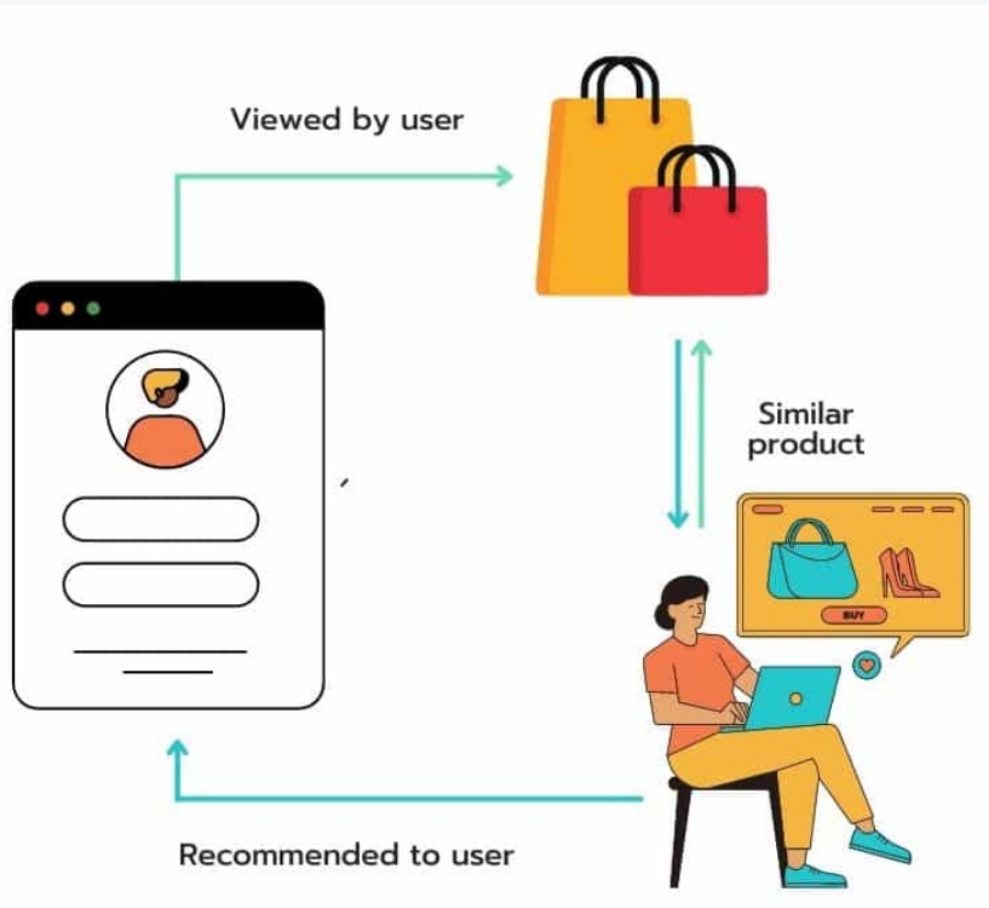 Viewed by user
Similar
product
BUY
Recommended to user